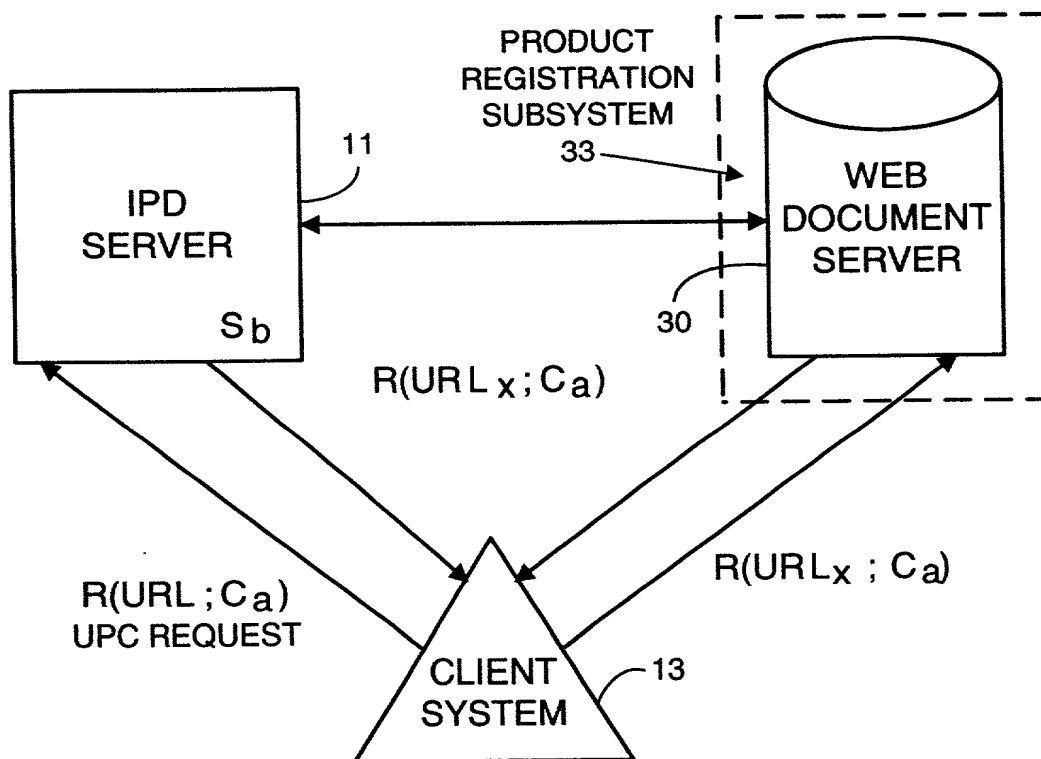 PRODUCT
REGISTRATION
SUBSYSTEM
33
11
IPD
SERVER
Sb
WEB
DOCUMENT
SERVER
30
R(URLx ; Ca)
R(URL ; Ca)
UPC REQUEST
R(URLx ; Ca)
CLIENT
SYSTEM
13